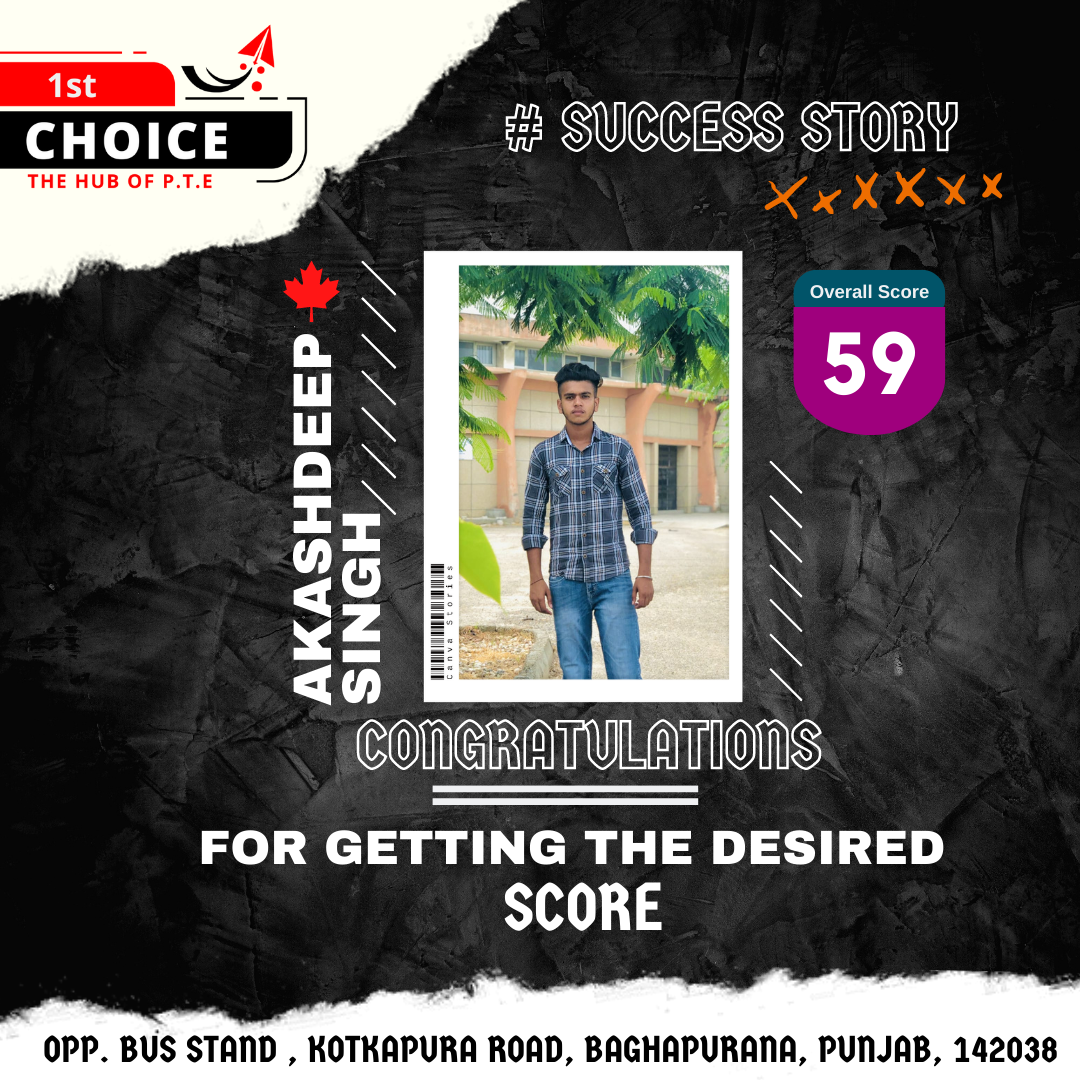 1st
CHOICE
THE HUB OF P.T.E
# SUCCESS STORY
Overall Score
59
AKASHDEEP
SINGH
Canva Stories
CONGRATULATIONS
FOR GETTING THE DESIRED
SCORE
OPP. BUS STAND , KOTKAPURA ROAD, BAGHAPURANA, PUNJAB, 142038